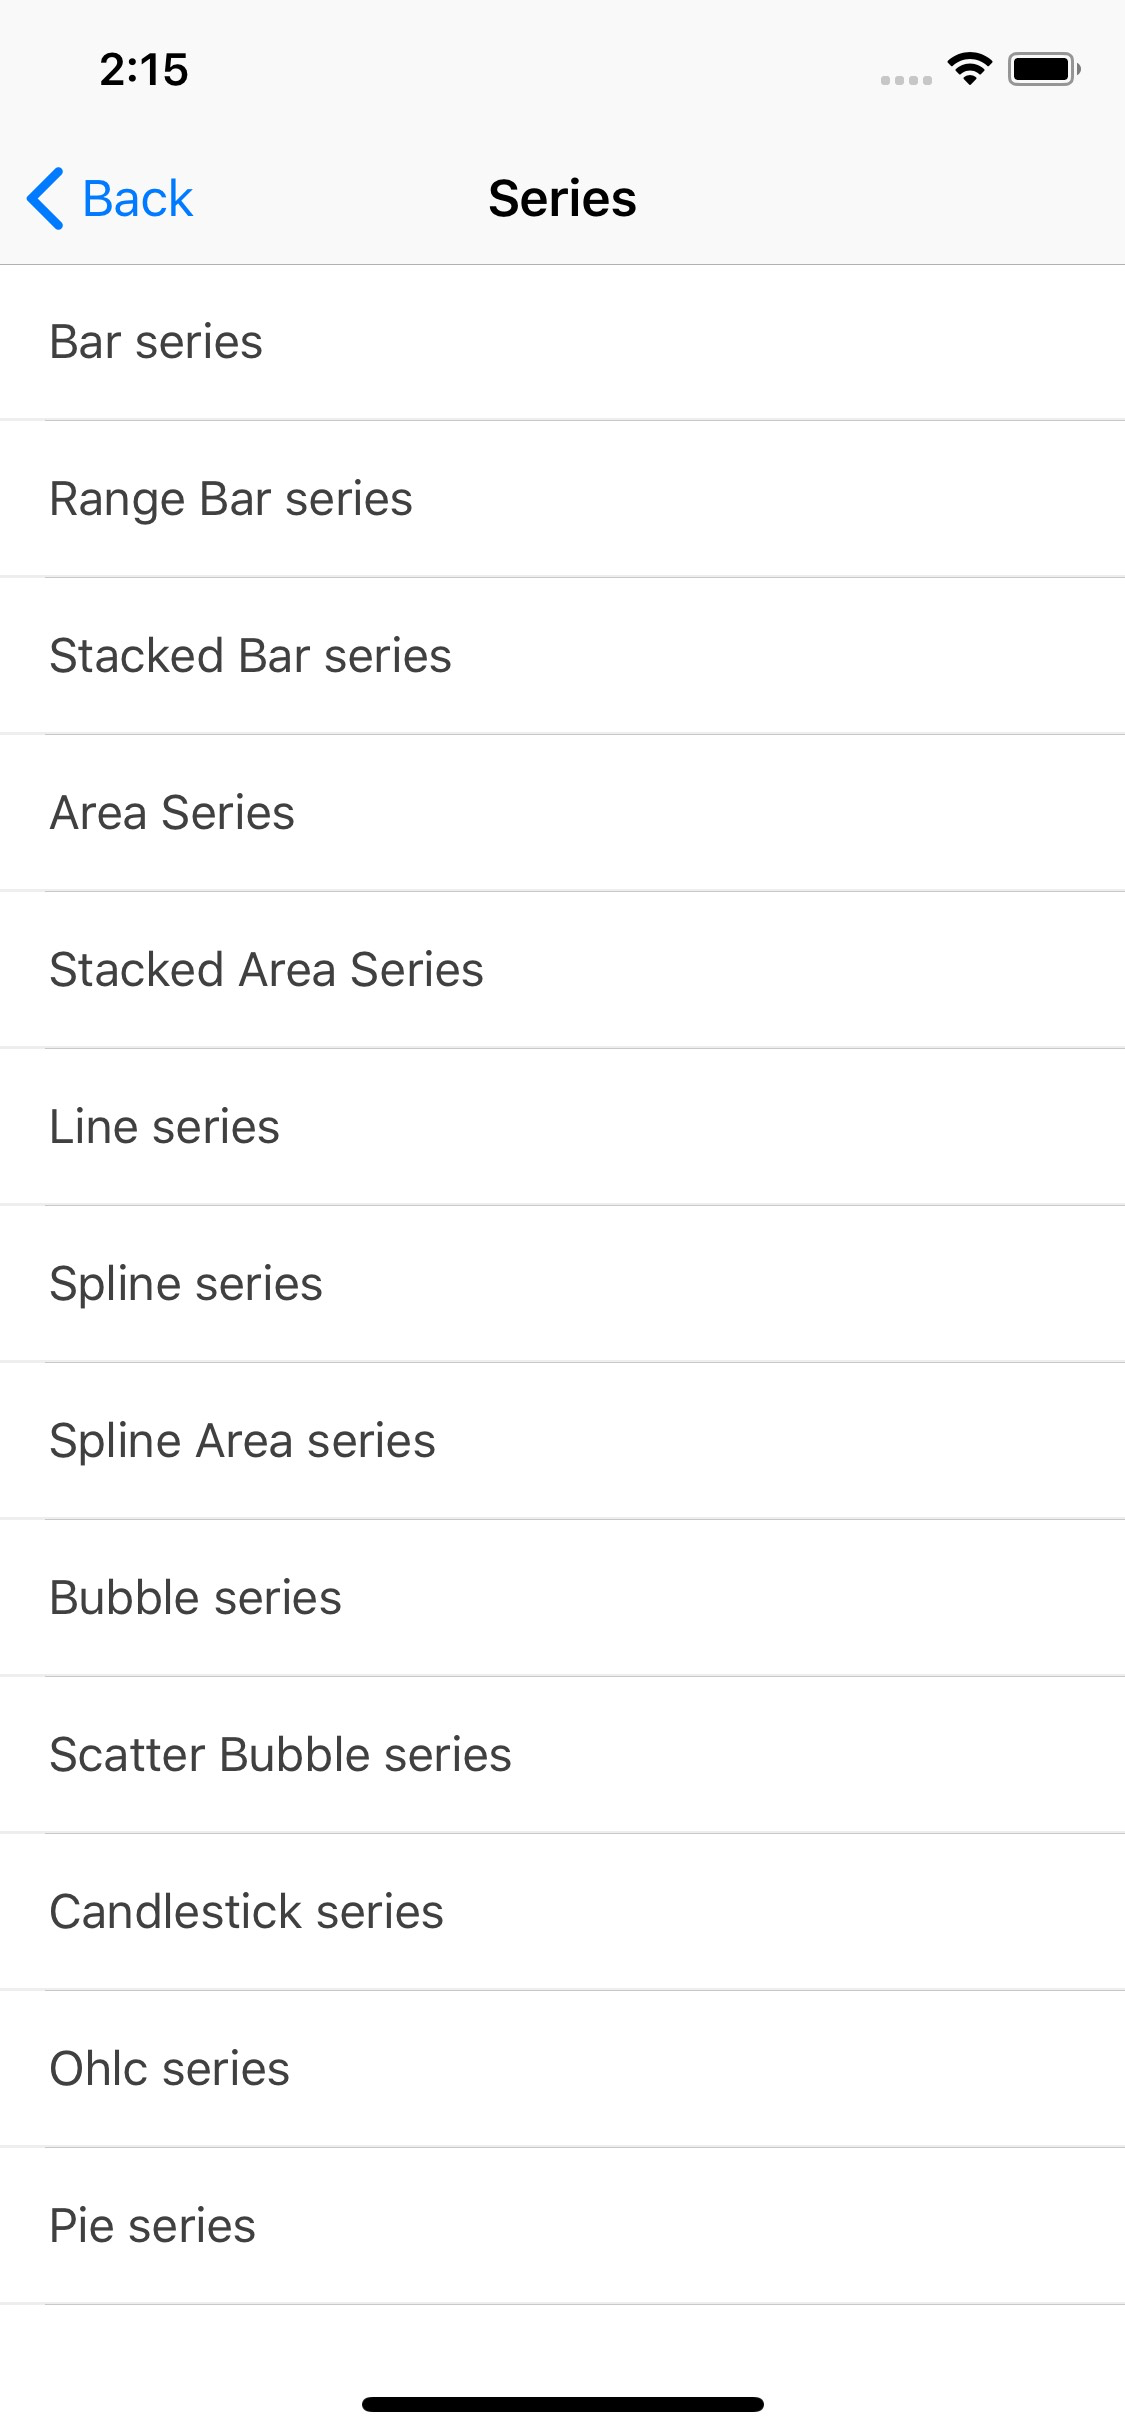 2:15
Back
Series
Bar series
Range Bar series
Stacked Bar series
Area Series
Stacked Area Series
Line series
Spline series
Spline Area series
Bubble series
Scatter Bubble series
Candlestick series
Ohlc series
Pie series